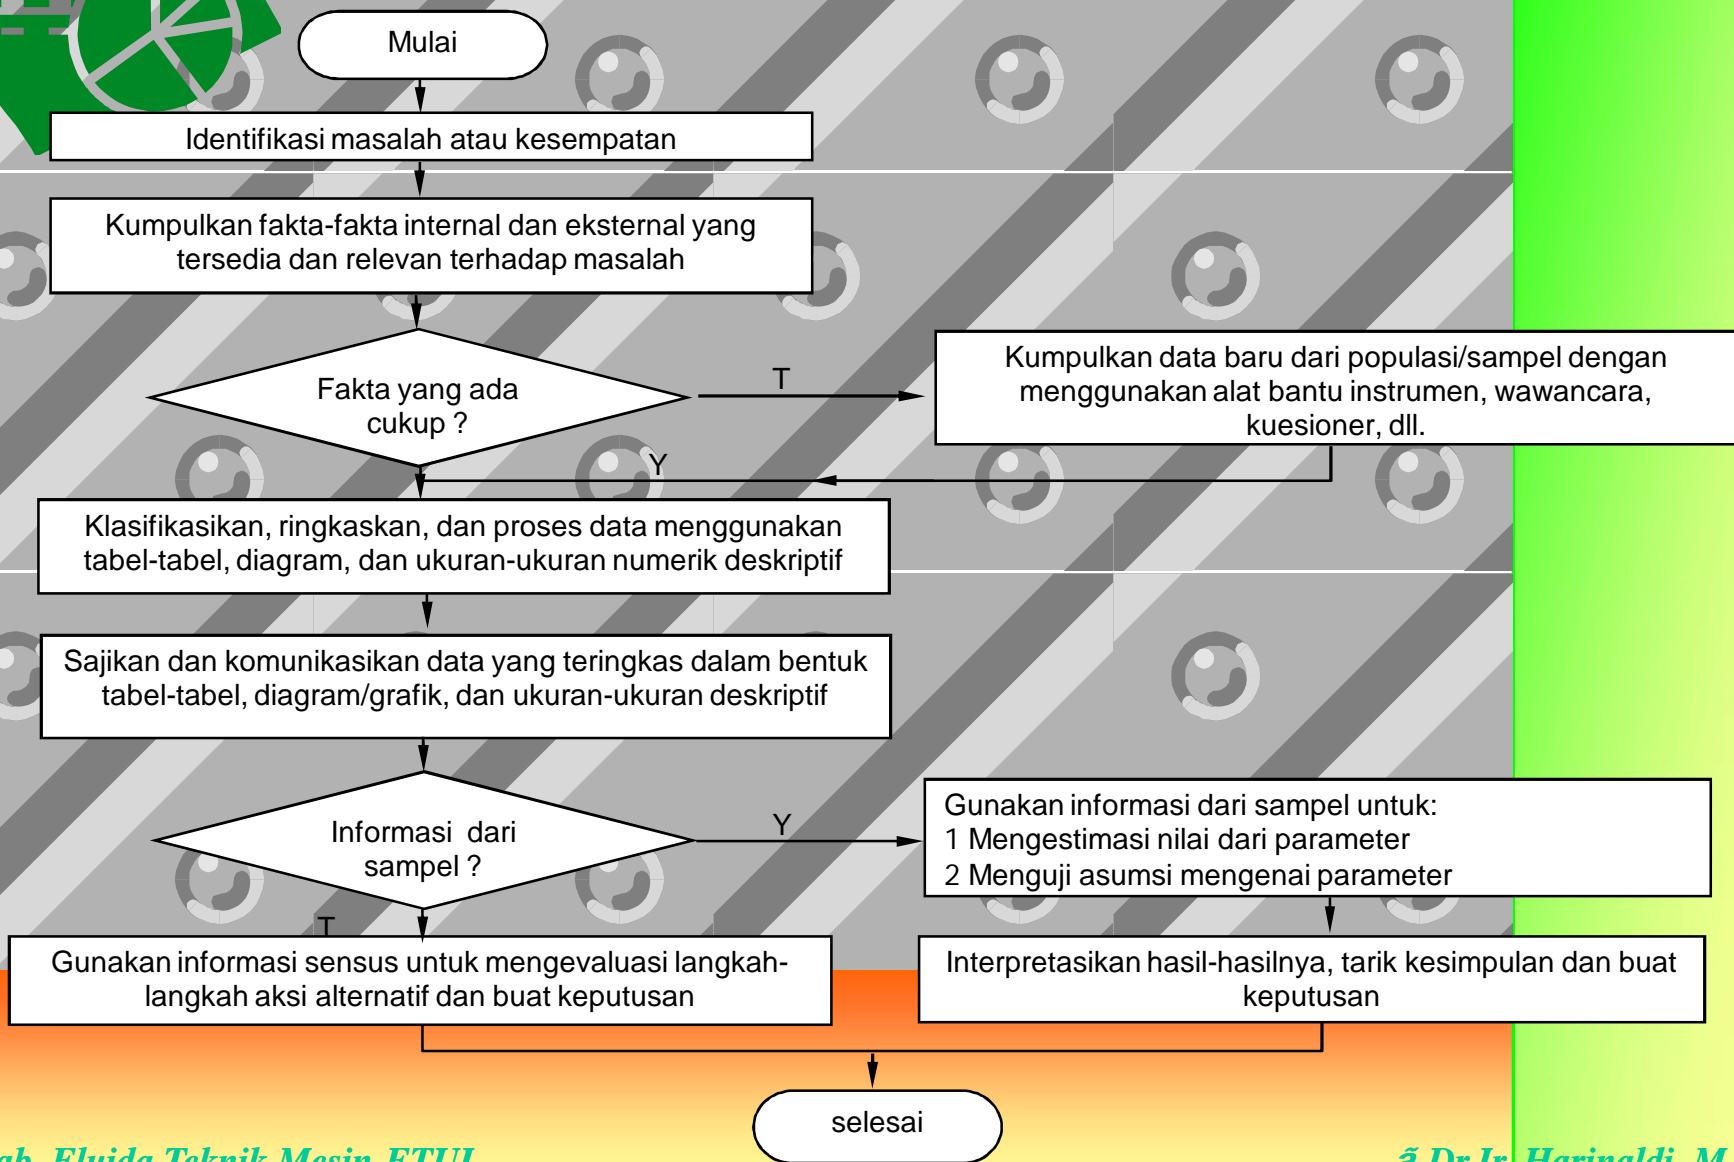 Mulai
Identifikasi masalah atau kesempatan
Kumpulkan fakta-fakta internal dan eksternal yang
tersedia dan relevan terhadap masalah
Fakta yang ada
cukup ?
T
Kumpulkan data baru dari populasi/sampel dengan
menggunakan alat bantu instrumen, wawancara,
kuesioner, dll.
Y
Klasifikasikan, ringkaskan, dan proses data menggunakan
tabel-tabel, diagram, dan ukuran-ukuran numerik deskriptif
Sajikan dan komunikasikan data yang teringkas dalam bentuk
tabel-tabel, diagram/grafik, dan ukuran-ukuran deskriptif
Informasi dari
sampel ?
Y
Gunakan informasi dari sampel untuk:
1 Mengestimasi nilai dari parameter
2 Menguji asumsi mengenai parameter
T
Gunakan informasi sensus untuk mengevaluasi langkah-
langkah aksi alternatif dan buat keputusan
Interpretasikan hasil-hasilnya, tarik kesimpulan dan buat
keputusan
selesai
Fluida Teknik Mesin FTUI
Dr.Ir. Harinaldi, M